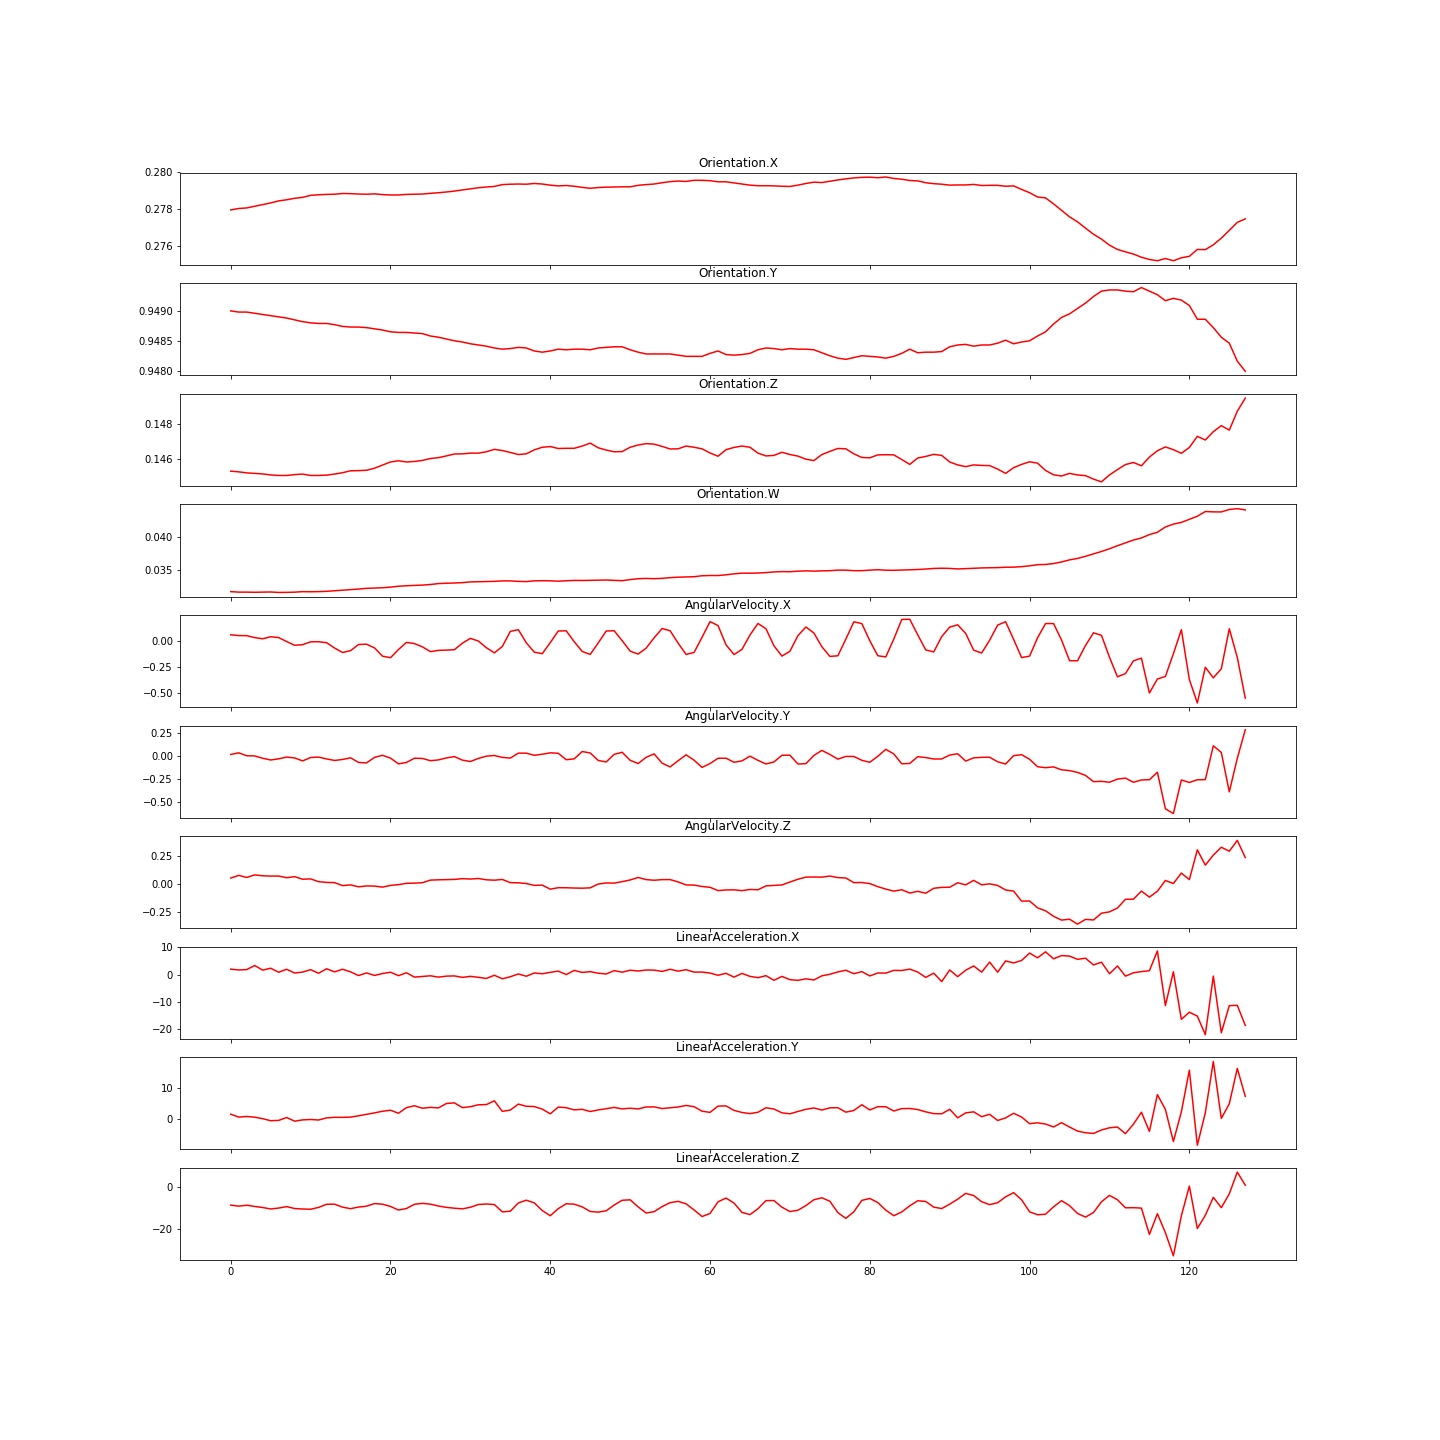 Orientation.X
0.280
0.278
0.276
Orientation.Y
0.9490
0.9485
0.9480
Orientation.Z
0.148
0.146
Orientation.W
0.040
0.035
AngularVelocity.X
0.00
−0.25
−0.50
AngularVelocity.Y
0.25
0.00
−0.25
−0.50
AngularVelocity.Z
0.25
0.00
−0.25
LinearAcceleration.X
10
0
−10
−20
LinearAcceleration.Y
10
0
LinearAcceleration.Z
0
−20
0 20 40 60 80 100 120